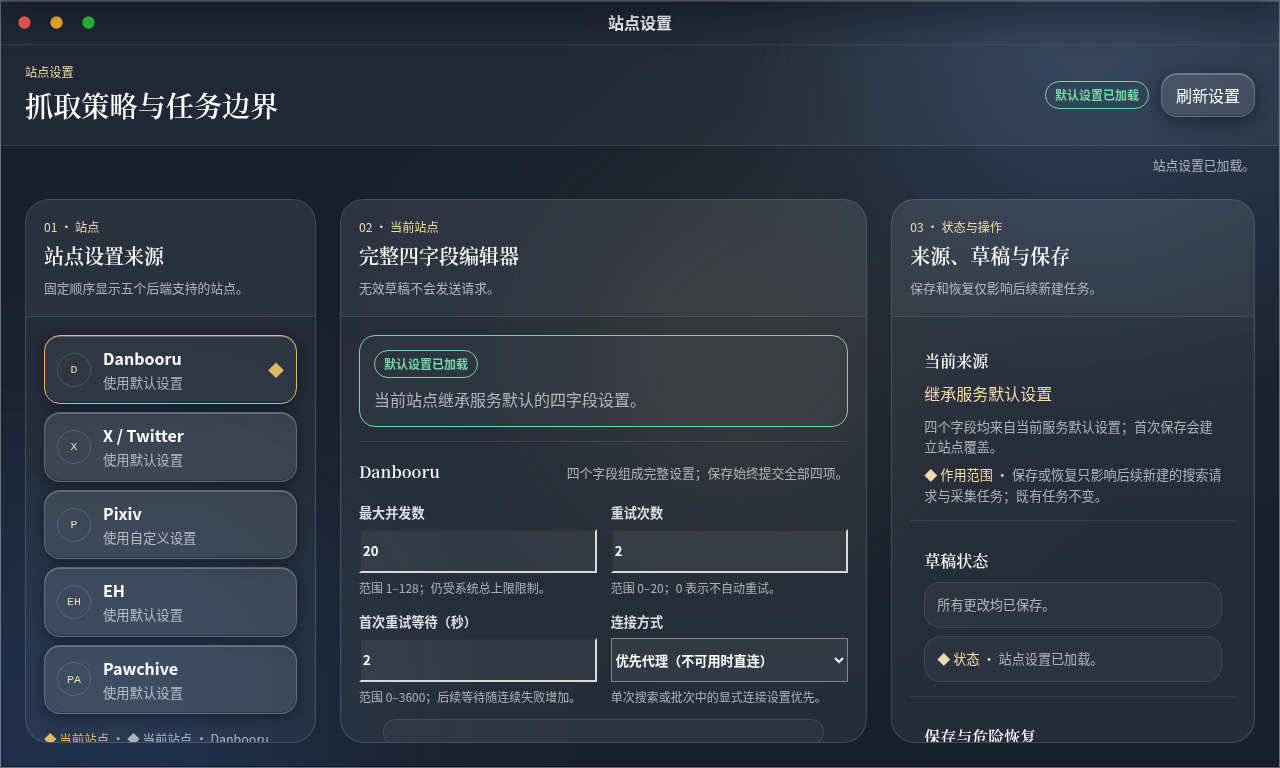 站点设置
站点设置
抓取策略与任务边界
默认设置已加载
刷新设置
站点设置已加载。
01 · 站点
站点设置来源
固定顺序显示五个后端支持的站点。
D
Danbooru
使用默认设置
X
X / Twitter
使用默认设置
P
Pixiv
使用自定义设置
EH
EH
使用默认设置
PA
Pawchive
使用默认设置
◆ 当前站点 · ◆ 当前站点 · Danbooru
02 · 当前站点
完整四字段编辑器
无效草稿不会发送请求。
默认设置已加载
当前站点继承服务默认的四字段设置。
Danbooru
四个字段组成完整设置；保存始终提交全部四项。
最大并发数
20
范围 1–128；仍受系统总上限限制。
重试次数
2
范围 0–20；0 表示不自动重试。
首次重试等待（秒）
2
范围 0–3600；后续等待随连续失败增加。
连接方式
优先代理（不可用时直连）
单次搜索或批次中的显式连接设置优先。
03 · 状态与操作
来源、草稿与保存
保存和恢复仅影响后续新建任务。
当前来源
继承服务默认设置
四个字段均来自当前服务默认设置；首次保存会建
立站点覆盖。
◆ 作用范围 · 保存或恢复只影响后续新建的搜索请
求与采集任务；既有任务不变。
草稿状态
所有更改均已保存。
◆ 状态 · 站点设置已加载。
保存与危险恢复